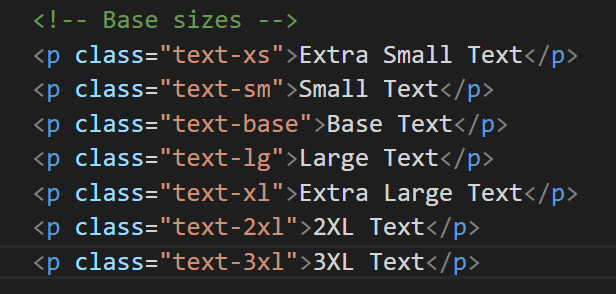 <!-- Base sizes -->
<p class="text-xs">Extra Small Text</p>
<p class="text-sm">Small Text</p>
<p class="text-base">Base Text</p>
<p class="text-lg">Large Text</p>
<p class="text-xl">Extra Large Text</p>
<p class="text-2xl">2XL Text</p>
<p class="text-3xl">3XL Text</p>